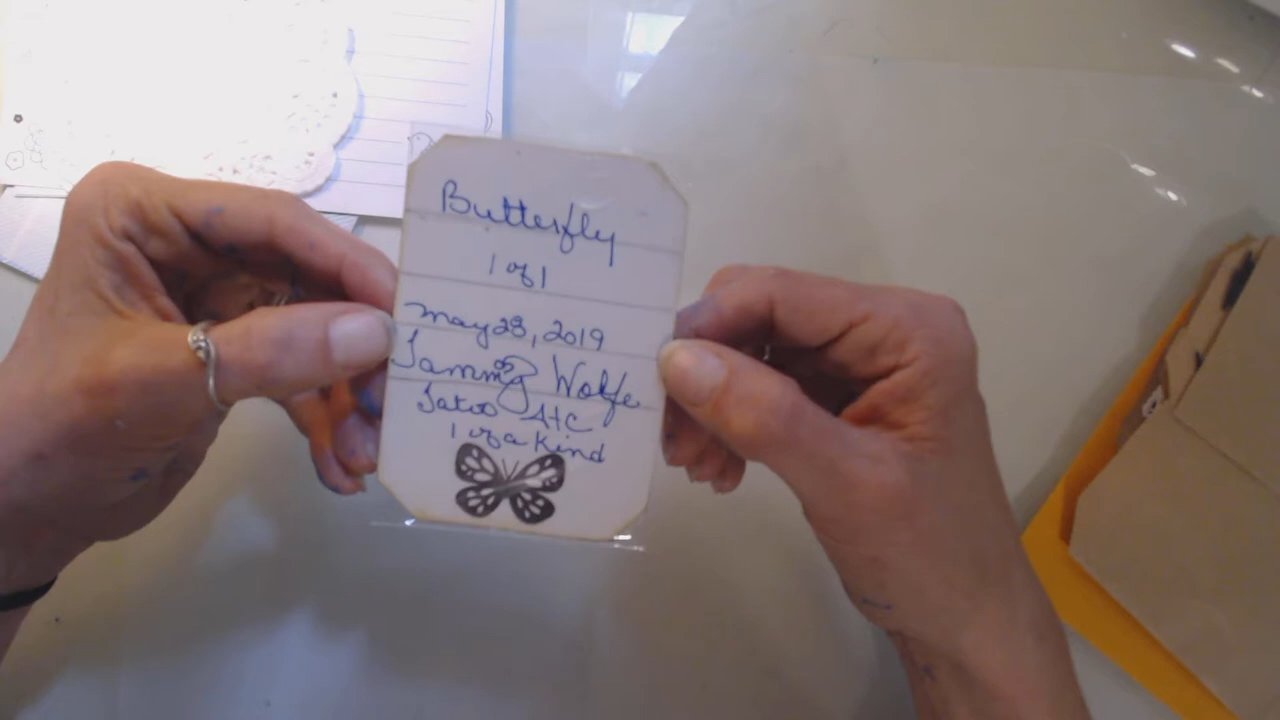 Butterfly
1 of 1
May 28, 2019
Tammy Wolfe
Tatoo ATC
1 of a Kind